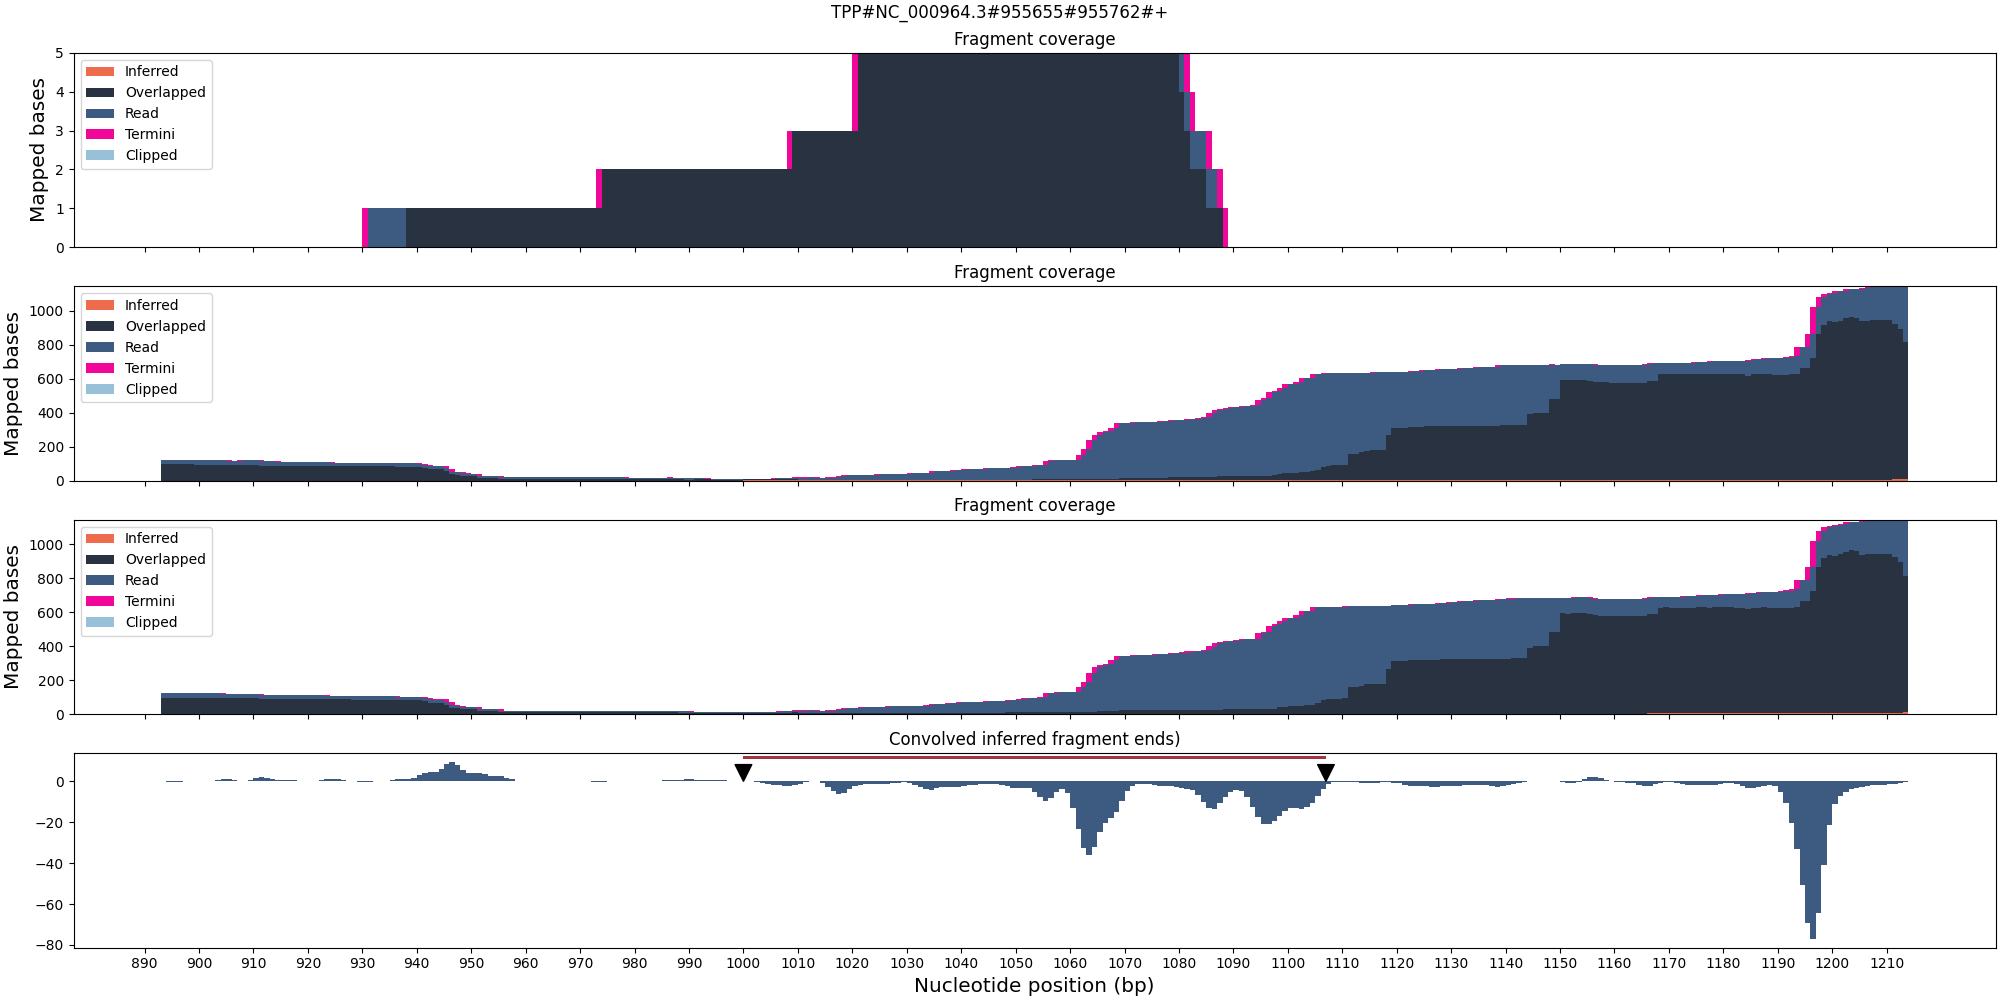 TPP#NC_000964.3#955655#955762#+
Fragment coverage
Mapped bases
5
4
3
2
1
0
Inferred
Overlapped
Read
Termini
Clipped
Fragment coverage
Mapped bases
1000
800
600
400
200
0
Inferred
Overlapped
Read
Termini
Clipped
Fragment coverage
Mapped bases
1000
800
600
400
200
0
Inferred
Overlapped
Read
Termini
Clipped
Convolved inferred fragment ends)
0
−20
−40
−60
−80
890 900 910 920 930 940 950 960 970 980 990 1000 1010 1020 1030 1040 1050 1060 1070 1080 1090 1100 1110 1120 1130 1140 1150 1160 1170 1180 1190 1200 1210
Nucleotide position (bp)